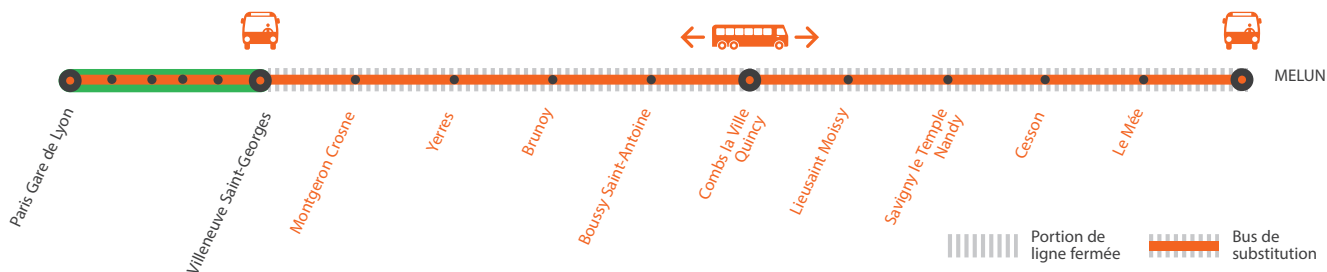 MELUN
Paris Gare de Lyon
Villeneuve Saint-Georges
Montgeron Crosne
Yerres
Brunoy
Boussy Saint-Antoine
Combs la Ville
Quincy
Lieusaint Moissy
Savigny le Temple
Nandy
Cesson
Le Mée
Portion de
ligne fermée
Bus de
substitution